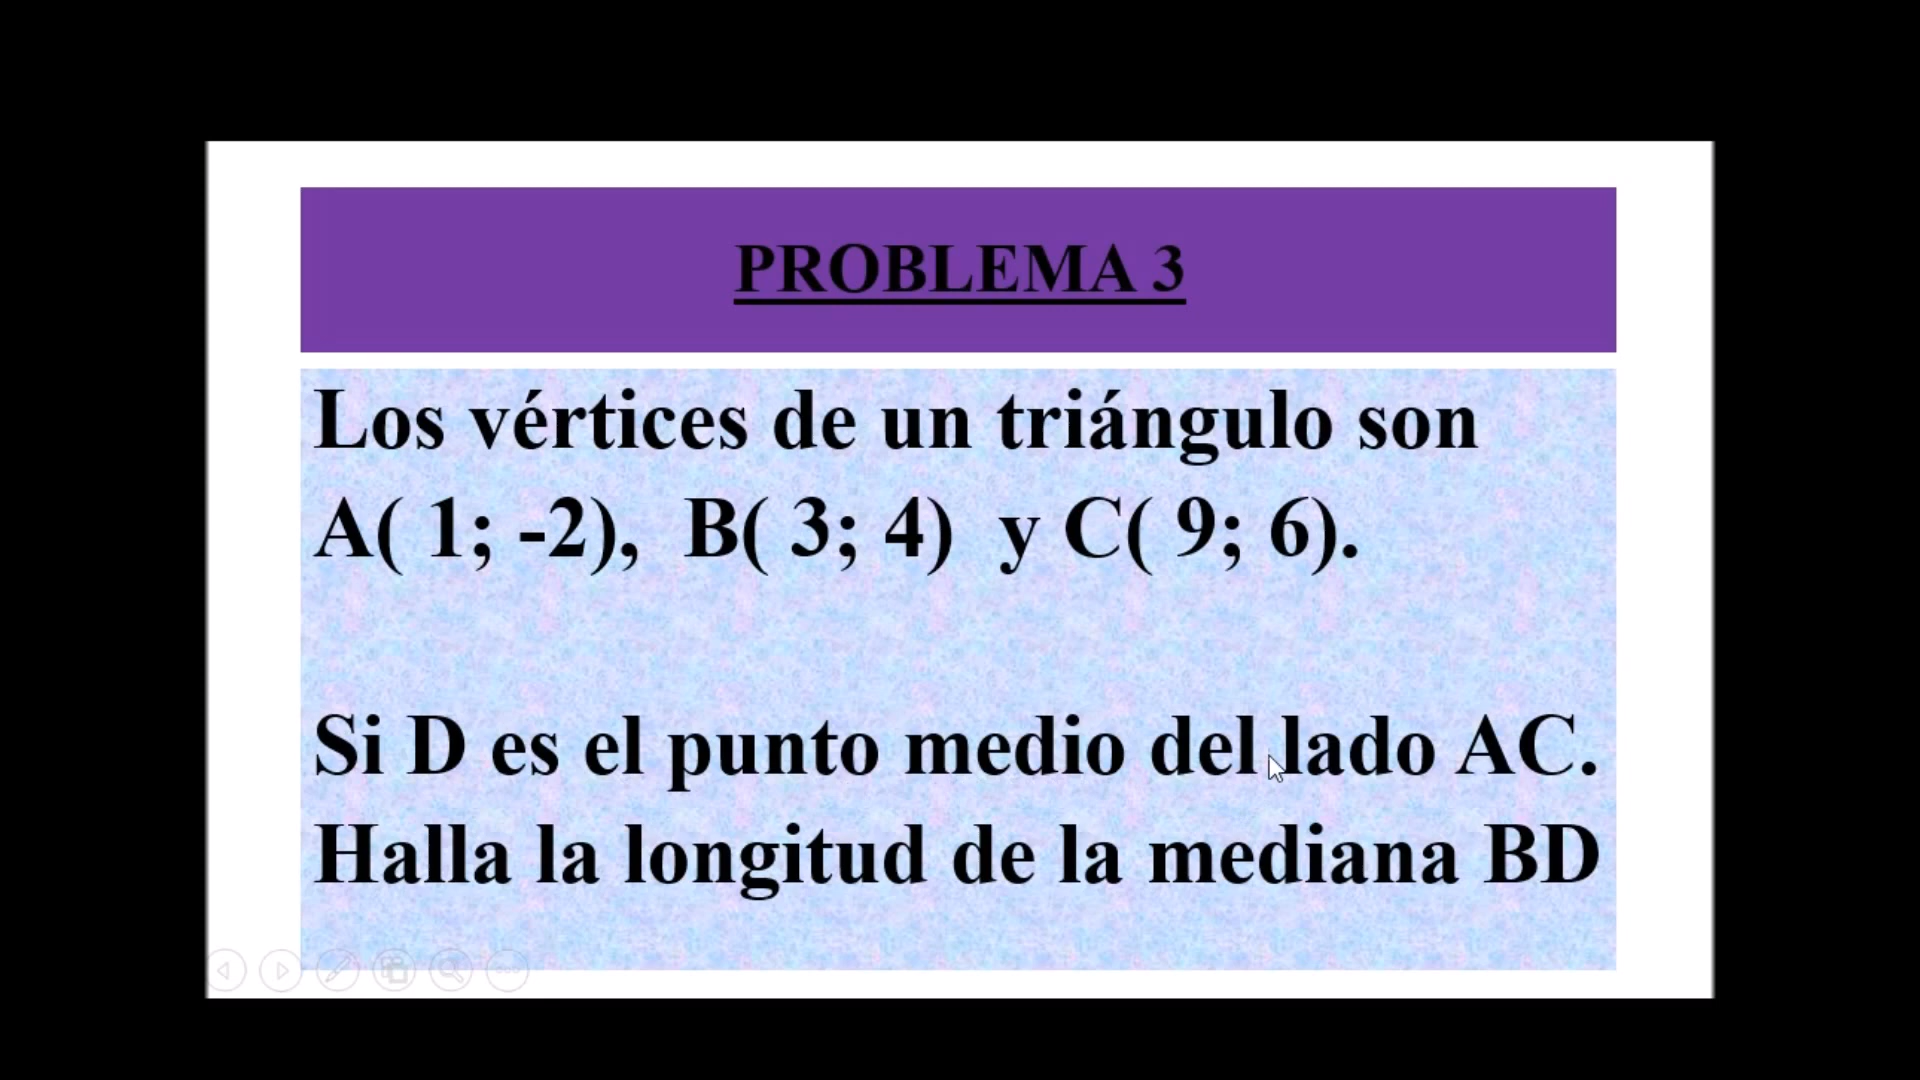 PROBLEMA 3
Los vértices de un triángulo son
A( 1; -2),  B( 3; 4)  y C( 9; 6).
Si D es el punto medio del lado AC.
Halla la longitud de la mediana BD